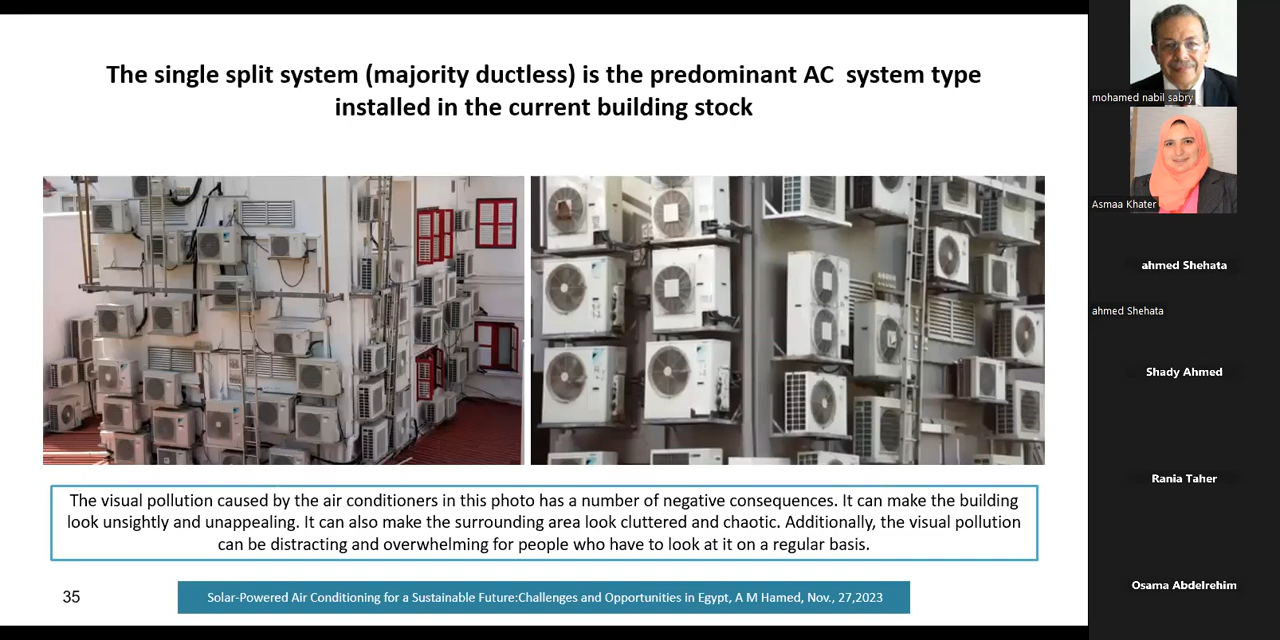 The single split system (majority ductless) is the predominant AC system type
installed in the current building stock
The visual pollution caused by the air conditioners in this photo has a number of negative consequences. It can make the building
look unsightly and unappealing. It can also make the surrounding area look cluttered and chaotic. Additionally, the visual pollution
can be distracting and overwhelming for people who have to look at it on a regular basis.
35
Solar-Powered Air Conditioning for a Sustainable Future:Challenges and Opportunities in Egypt, A M Hamed, Nov., 27,2023
mohamed nabil sabry
Asmaa Khater
ahmed Shehata
ahmed Shehata
Shady Ahmed
Rania Taher
Osama Abdelrehim